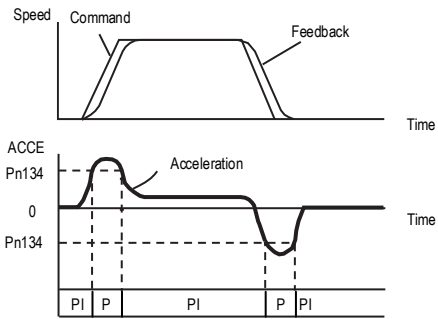 Speed
Command
Feedback
Time
ACCE
Pn134
Acceleration
0
Time
Pn134
PI P PI P PI